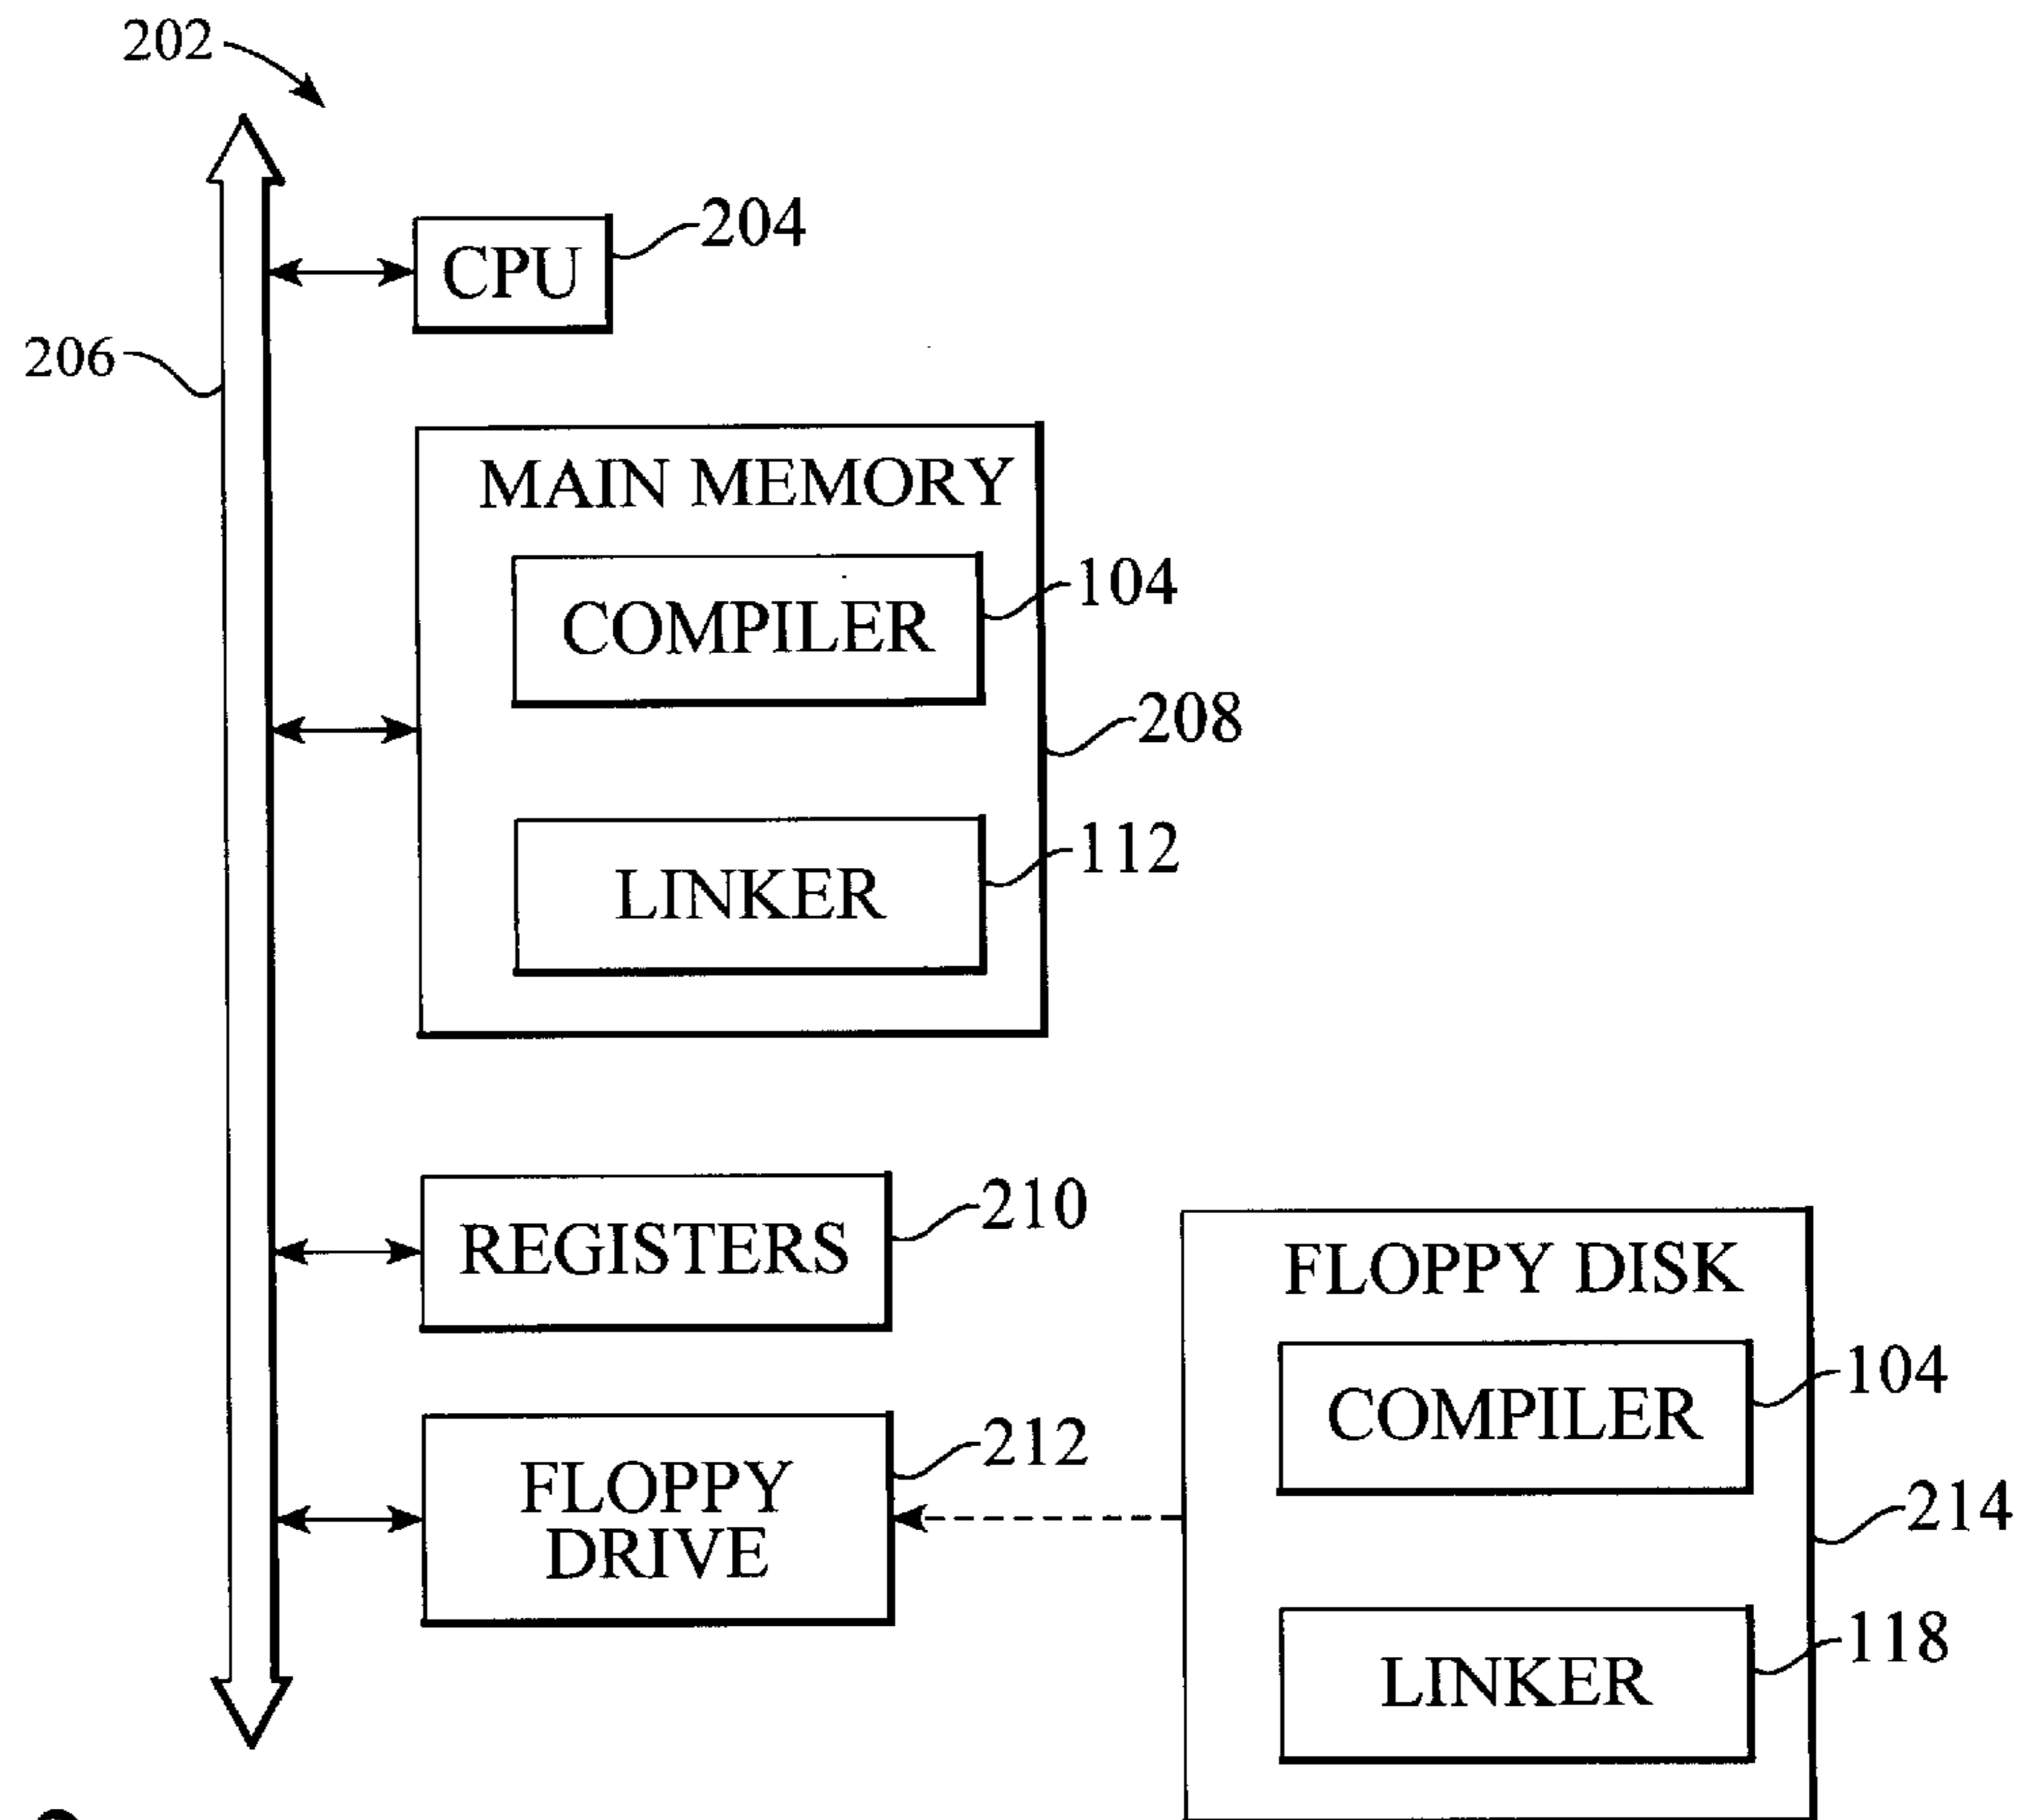 202
CPU
204
206
MAIN MEMORY
COMPILER
104
208
LINKER
112
REGISTERS
210
FLOPPY
DRIVE
212
FLOPPY DISK
COMPILER
104
214
LINKER
118